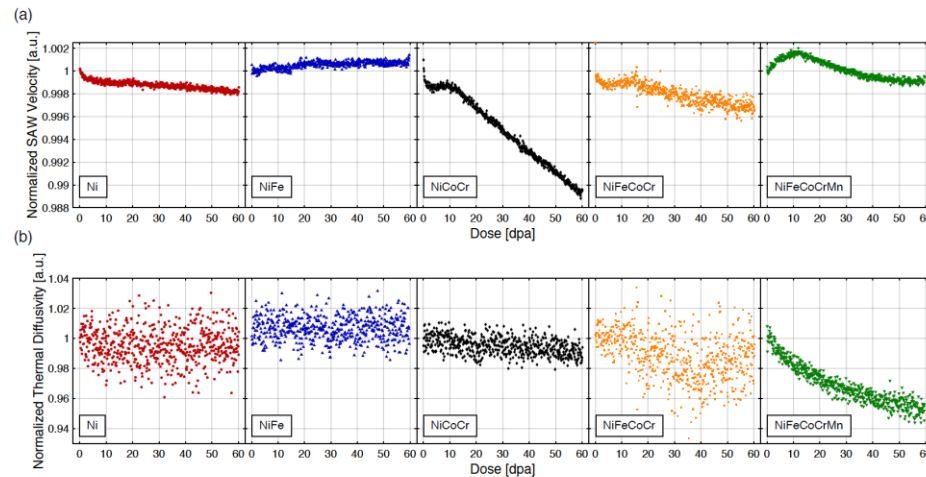 (a)
Normalized SAW Velocity [a.u.]
1.002
1
0.998
0.996
0.994
0.992
0.99
0.988
Ni
NiFe
NiCoCr
NiFeCoCr
NiFeCoCrMn
0 10 20 30 40 50 60 0 10 20 30 40 50 60 0 10 20 30 40 50 60 0 10 20 30 40 50 60 0 10 20 30 40 50 60
Dose [dpa]
(b)
Normalized Thermal Diffusivity [a.u.]
1.04
1.02
1
0.98
0.96
0.94
Ni
NiFe
NiCoCr
NiFeCoCr
NiFeCoCrMn
0 10 20 30 40 50 60 0 10 20 30 40 50 60 0 10 20 30 40 50 60 0 10 20 30 40 50 60 0 10 20 30 40 50 60
Dose [dpa]